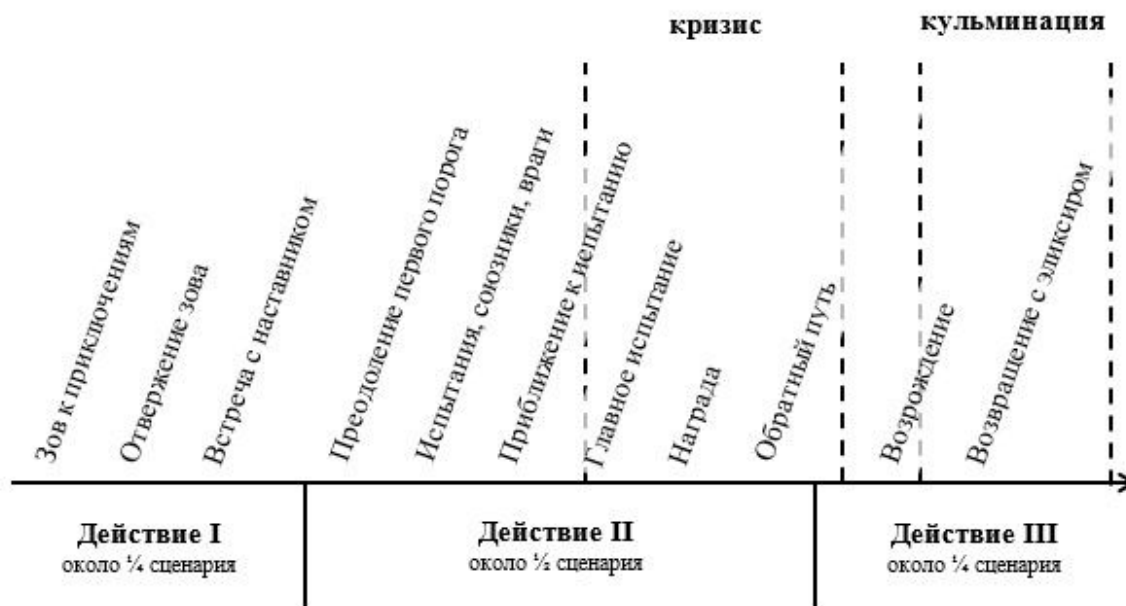 кризис
кульминация
Зов к приключениям
Отвержение зова
Встреча с наставником
Преодоление первого порога
Испытания, союзники, враги
Приближение к испытанию
Главное испытание
Награда
Обратный путь
Возрождение
Возвращение с эликсиром
Действие I
около ¼ сценария
Действие II
около ½ сценария
Действие III
около ¼ сценария